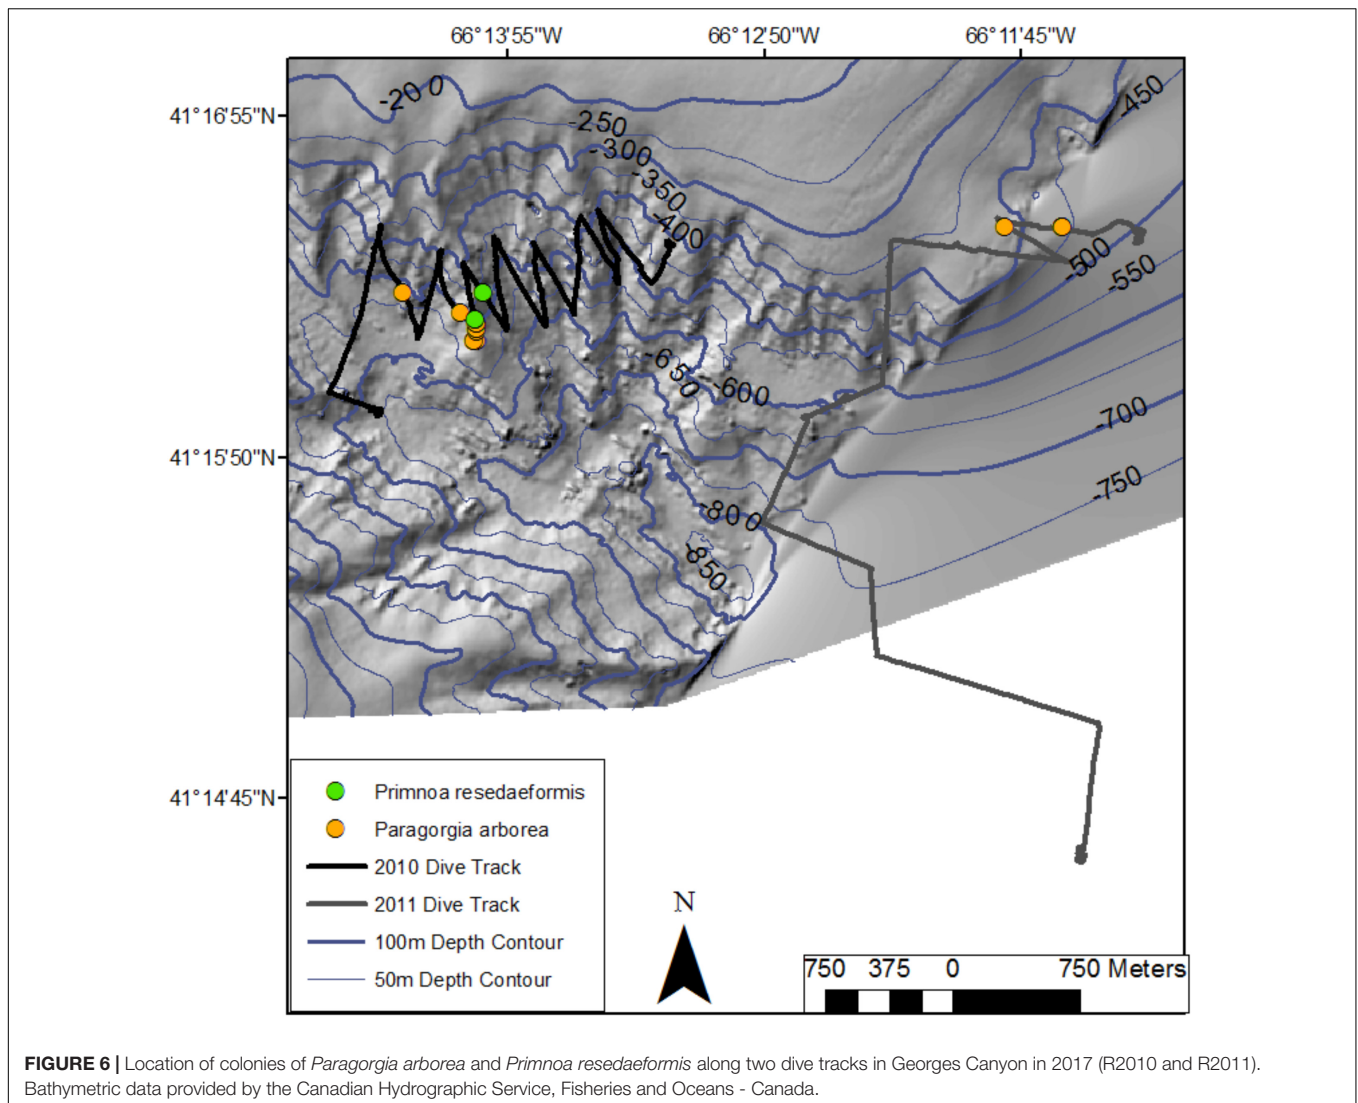 66°13'55"W 66°12'50"W 66°11'45"W
41°16'55"N
41°15'50"N
41°14'45"N
-200
-250
-300
-350
-400
-450
-500
-550
-650
-600
-700
-750
-800
-850
Primnoa resedaeformis
Paragorgia arborea
2010 Dive Track
2011 Dive Track
100m Depth Contour
50m Depth Contour
N
750 375 0 750 Meters
FIGURE 6 | Location of colonies of Paragorgia arborea and Primnoa resedaeformis along two dive tracks in Georges Canyon in 2017 (R2010 and R2011).
Bathymetric data provided by the Canadian Hydrographic Service, Fisheries and Oceans - Canada.